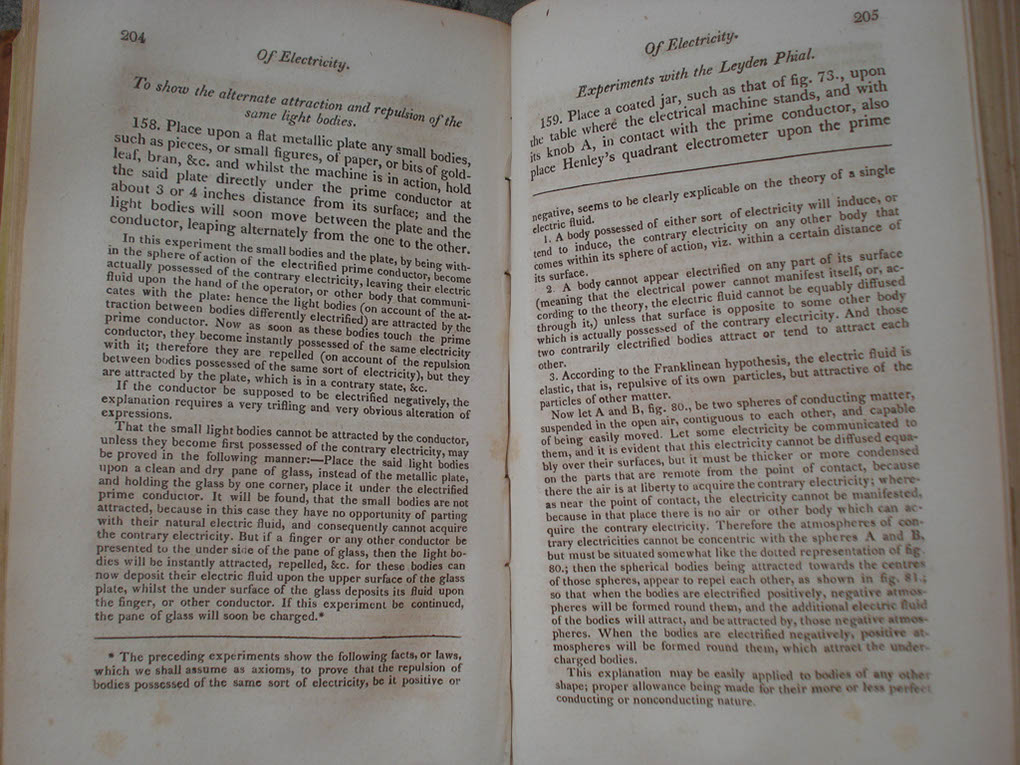 204
Of Electricity.
To show the alternate attraction and repulsion of the
same light bodies.
158. Place upon a flat metallic plate any small bodies,
such as pieces, or small figures, of paper, or bits of gold-
leaf, bran, &c. and whilst the machine is in action, hold
the said plate directly under the prime conductor at
about 3 or 4 inches distance from its surface; and the
light bodies will soon move between the plate and the
conductor, leaping alternately from the one to the other.
In this experiment the small bodies and the plate, by being with-
in the sphere of action of the electrified prime conductor, become
actually possessed of the contrary electricity, leaving their electric
fluid upon the hand of the operator, or other body that communi-
cates with the plate: hence the light bodies (on account of the at-
traction between bodies differently electrified) are attracted by the
prime conductor. Now as soon as these bodies touch the prime
conductor, they become instantly possessed of the same electricity
with it; therefore they are repelled (on account of the repulsion
between bodies possessed of the same sort of electricity), but they
are attracted by the plate, which is in a contrary state, &c.
If the conductor be supposed to be electrified negatively, the
explanation requires a very trifling and very obvious alteration of
expressions.
That the small light bodies cannot be attracted by the conductor,
unless they become first possessed of the contrary electricity, may
be proved in the following manner:—Place the said light bodies
upon a clean and dry pane of glass, instead of the metallic plate,
and holding the glass by one corner, place it under the electrified
prime conductor. It will be found, that the small bodies are not
attracted, because in this case they have no opportunity of parting
with their natural electric fluid, and consequently cannot acquire
the contrary electricity. But if a finger or any other conductor be
presented to the under side of the pane of glass, then the light bo-
dies will be instantly attracted, repelled, &c. for these bodies can
now deposit their electric fluid upon the upper surface of the glass
plate, whilst the under surface of the glass deposits its fluid upon
the finger, or other conductor. If this experiment be continued,
the pane of glass will soon be charged.*
* The preceding experiments show the following facts, or laws,
which we shall assume as axioms, to prove that the repulsion of
bodies possessed of the same sort of electricity, be it positive or
205
Of Electricity.
Experiments with the Leyden Phial.
159. Place a coated jar, such as that of fig. 73., upon
the table where the electrical machine stands, and with
its knob A, in contact with the prime conductor, also
place Henley's quadrant electrometer upon the prime
negative, seems to be clearly explicable on the theory of a single
electric fluid.
1. A body possessed of either sort of electricity will induce, or
tend to induce, the contrary electricity on any other body that
comes within its sphere of action, viz. within a certain distance of
its surface.
2. A body cannot appear electrified on any part of its surface
(meaning that the electrical power cannot manifest itself, or, ac-
cording to the theory, the electric fluid cannot be equably diffused
through it,) unless that surface is opposite to some other body
which is actually possessed of the contrary electricity. And those
two contrarily electrified bodies attract or tend to attract each
other.
3. According to the Franklinean hypothesis, the electric fluid is
elastic, that is, repulsive of its own particles, but attractive of the
particles of other matter.
Now let A and B, fig. 80., be two spheres of conducting matter,
suspended in the open air, contiguous to each other, and capable
of being easily moved. Let some electricity be communicated to
them, and it is evident that this electricity cannot be diffused equa-
bly over their surfaces, but it must be thicker or more condensed
on the parts that are remote from the point of contact, because
there the air is at liberty to acquire the contrary electricity; where-
as near the point of contact, the electricity cannot be manifested,
because in that place there is no air or other body which can ac-
quire the contrary electricity. Therefore the atmospheres of con-
trary electricities cannot be concentric with the spheres A and B,
but must be situated somewhat like the dotted representation of fig.
80.; then the spherical bodies being attracted towards the centres
of those spheres, appear to repel each other, as shown in fig. 81.;
so that when the bodies are electrified positively, negative atmos-
pheres will be formed round them, and the additional electric fluid
of the bodies will attract, and be attracted by, those negative atmos-
pheres. When the bodies are electrified negatively, positive at-
mospheres will be formed round them, which attract the under-
charged bodies.
This explanation may be easily applied to bodies of any other
shape; proper allowance being made for their more or less perfect
conducting or nonconducting nature.